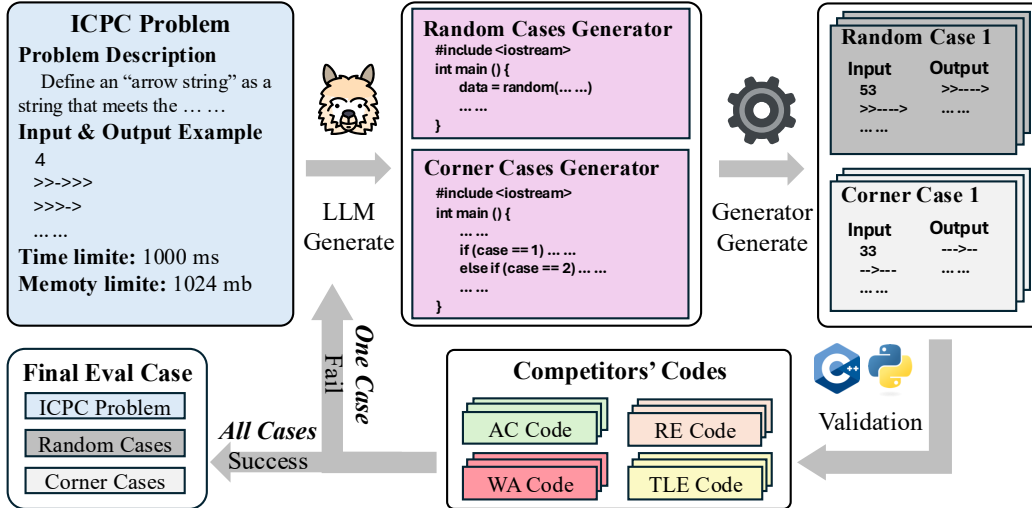 ICPC Problem
Problem Description
Define an “arrow string” as a
string that meets the … …
Input & Output Example
4
>>->>>
>>>->
... ...
Time limite: 1000 ms
Memoty limite: 1024 mb
LLM
Generate
Random Cases Generator
#include <iostream>
int main () {
data = random(... ...)
... ...
}
Corner Cases Generator
#include <iostream>
int main () {
... ...
if (case == 1) ... ...
else if (case == 2) ... ...
... ...
}
Generator
Generate
Random Case 1
Input Output
53 >>---->
>>----> ... ...
... ...
Corner Case 1
Input Output
33 --->--
-->--- ... ...
... ...
C++
Validation
Competitors’ Codes
AC Code
RE Code
WA Code
TLE Code
One Case
Fail
All Cases
Success
Final Eval Case
ICPC Problem
Random Cases
Corner Cases